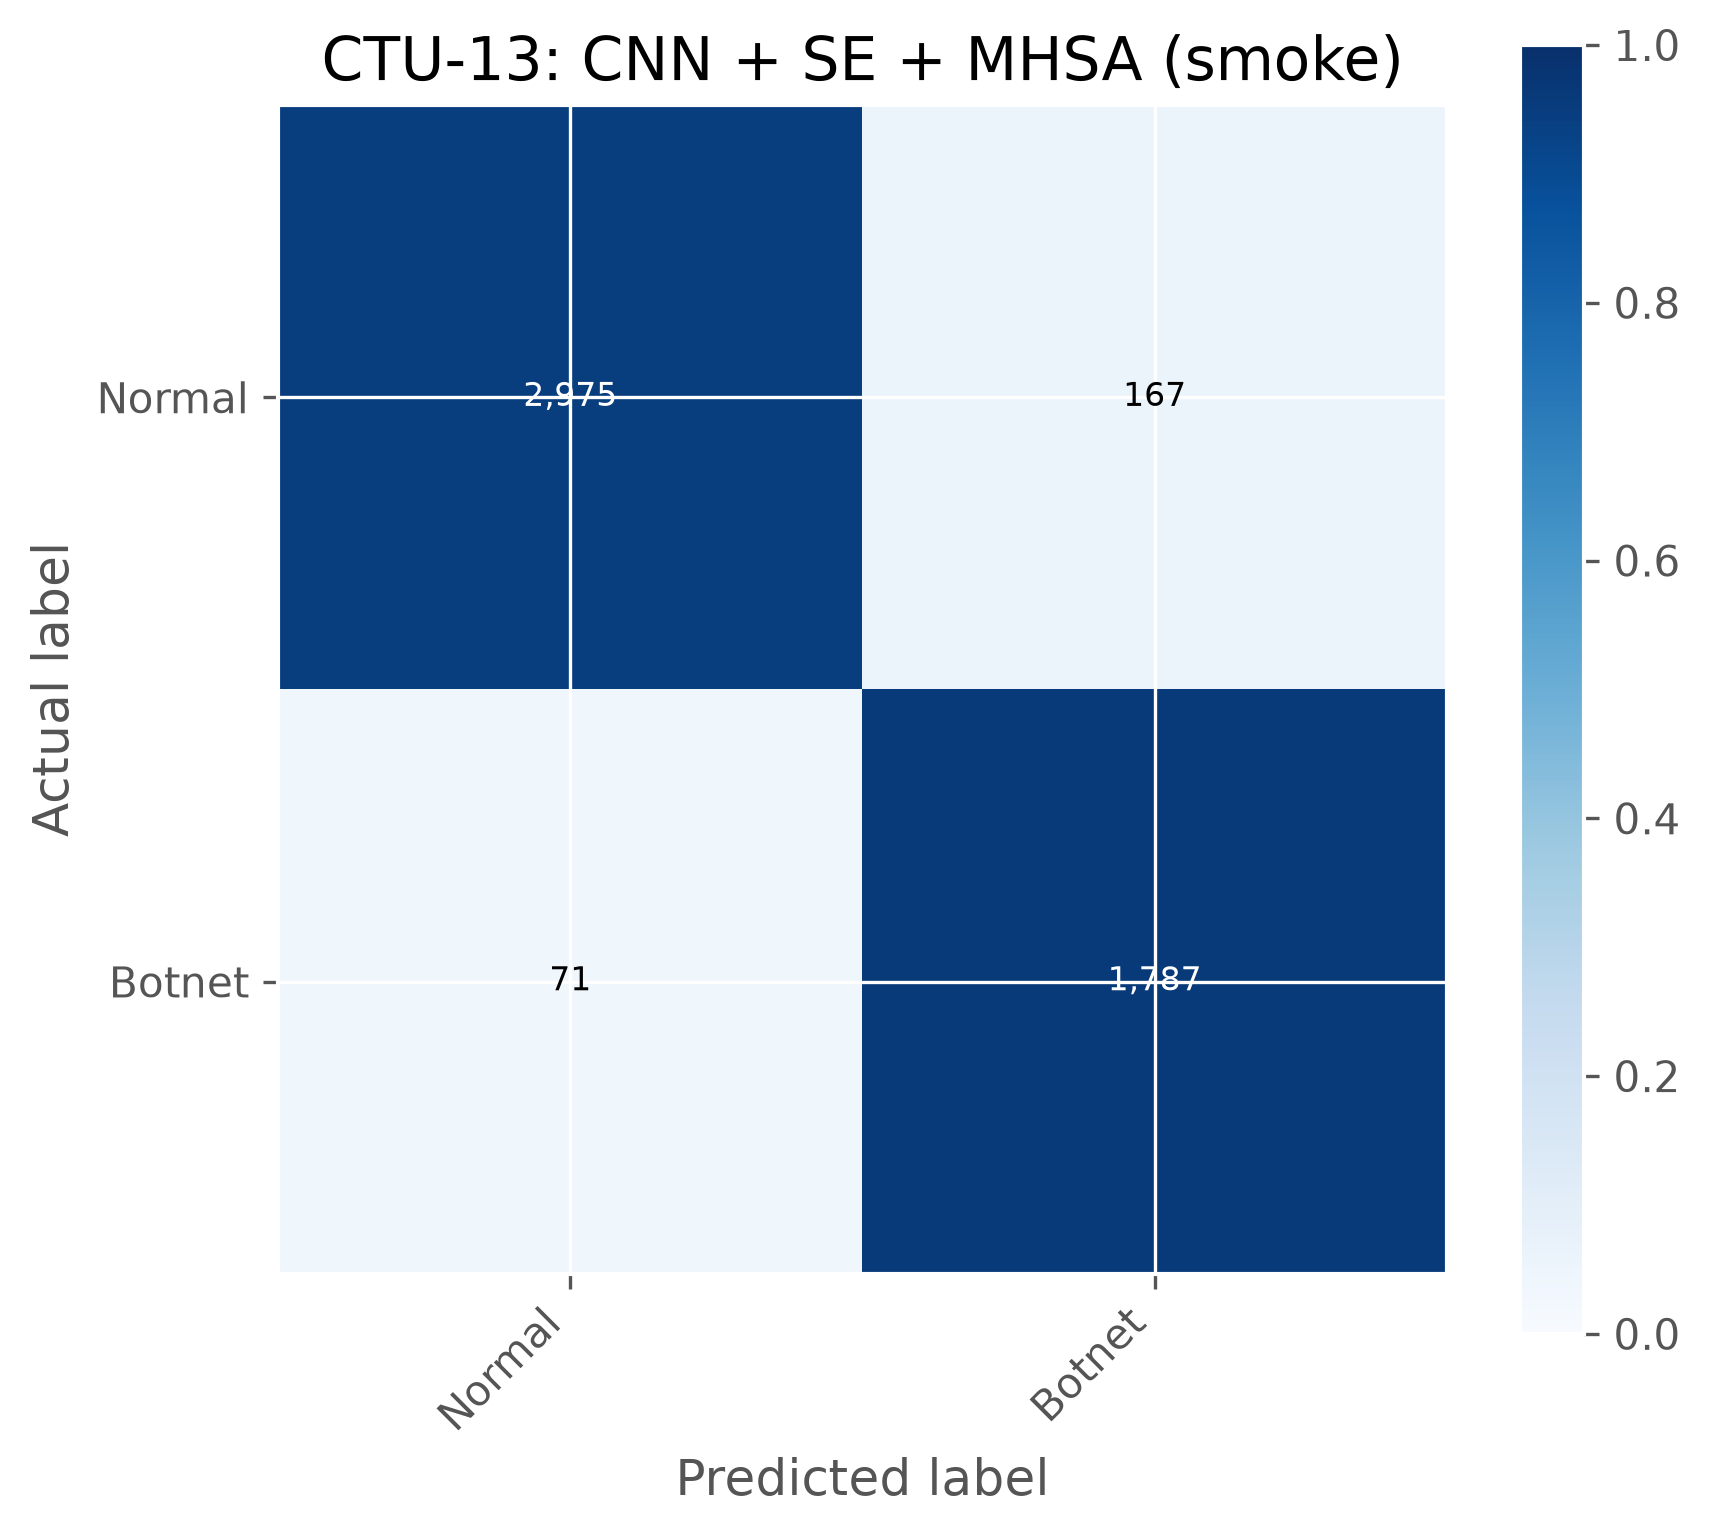 CTU-13: CNN + SE + MHSA (smoke)
1.0
0.8
0.6
0.4
0.2
0.0
Actual label
Normal
2,975
167
Botnet
71
1,787
Normal
Botnet
Predicted label